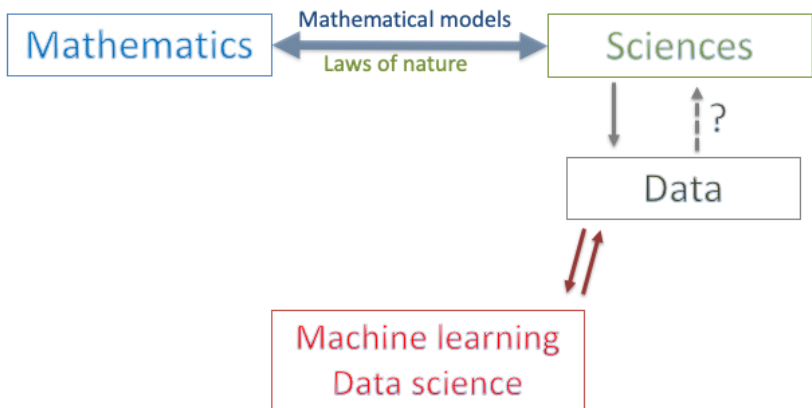 Mathematical models
Mathematics
Sciences
Laws of nature
?
Data
Machine learning
Data science